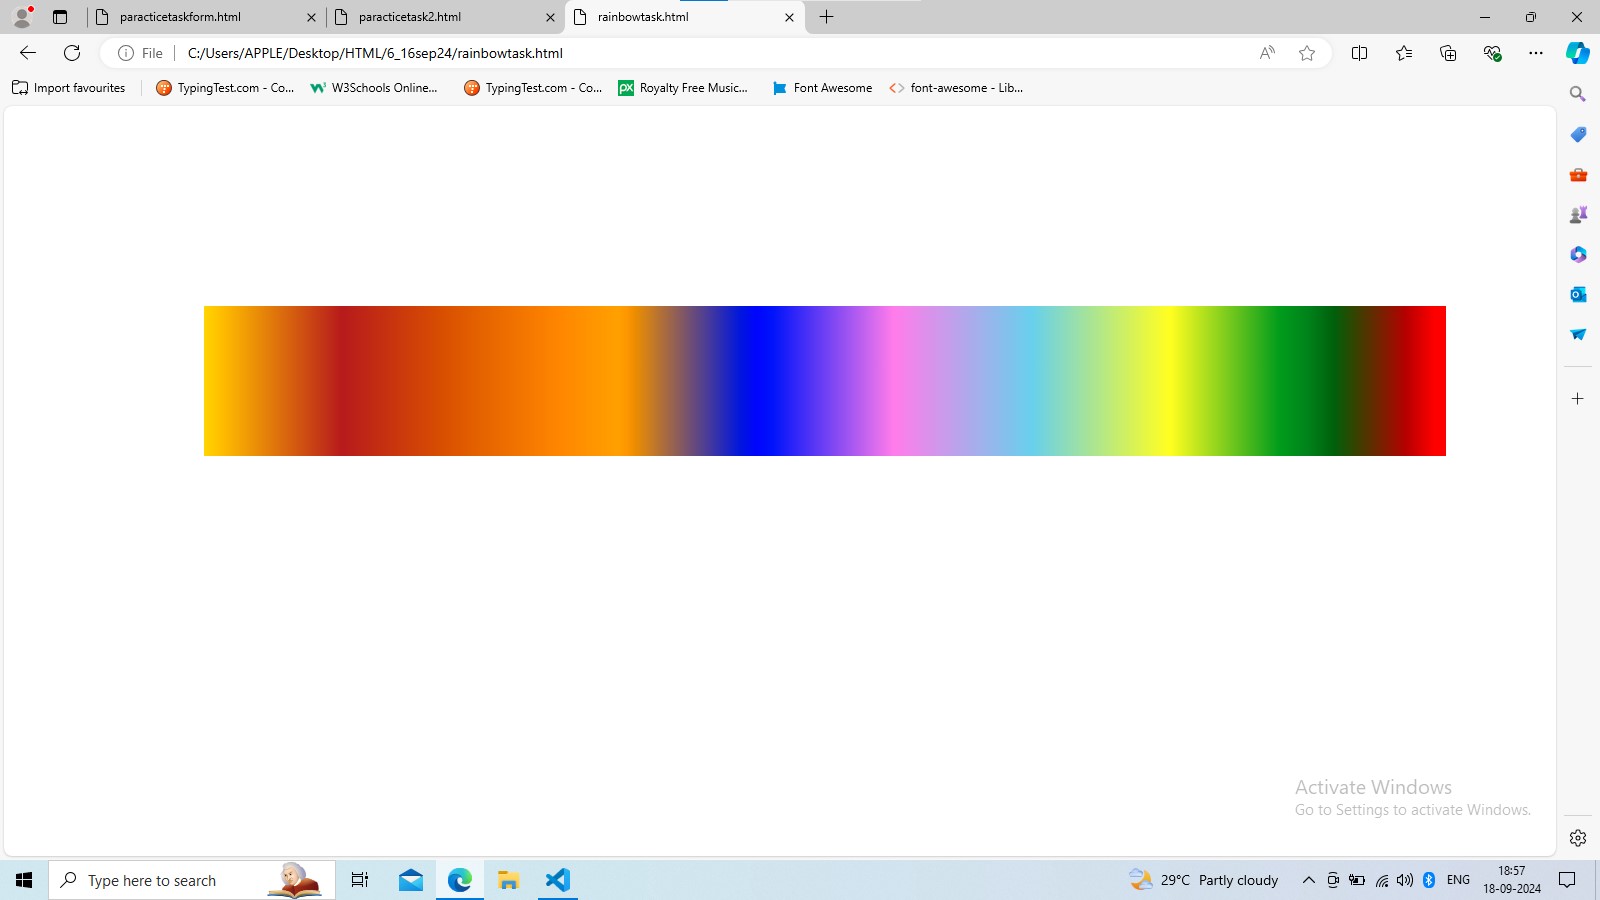 paracticetaskform.html
paracticetask2.html
rainbowtask.html
File
C:/Users/APPLE/Desktop/HTML/6_16sep24/rainbowtask.html
Import favourites
TypingTest.com - Co...
W3Schools Online...
TypingTest.com - Co...
px
Royalty Free Music...
Font Awesome
font-awesome - Lib...
Activate Windows
Go to Settings to activate Windows.
Type here to search
29°C Partly cloudy
ENG
18:57
18-09-2024